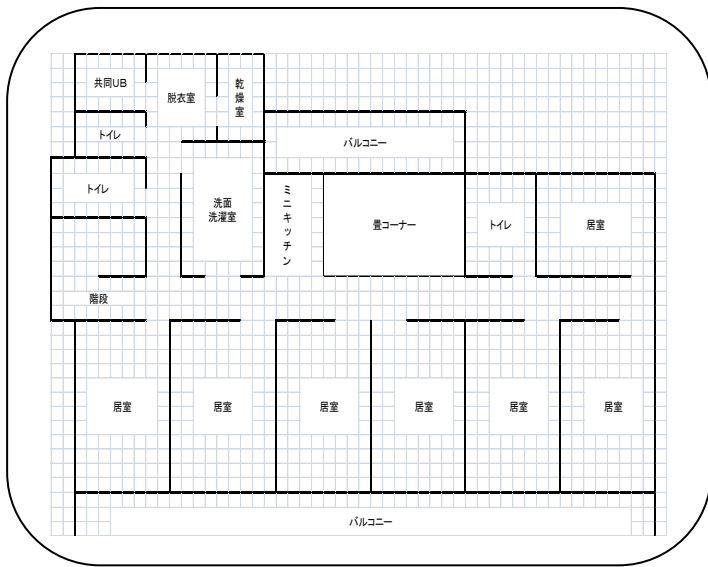 共同UB
脱衣室
乾燥室
トイレ
バルコニー
トイレ
洗面
洗濯室
ミニキッチン
畳コーナー
トイレ
居室
階段
居室
居室
居室
居室
居室
居室
バルコニー